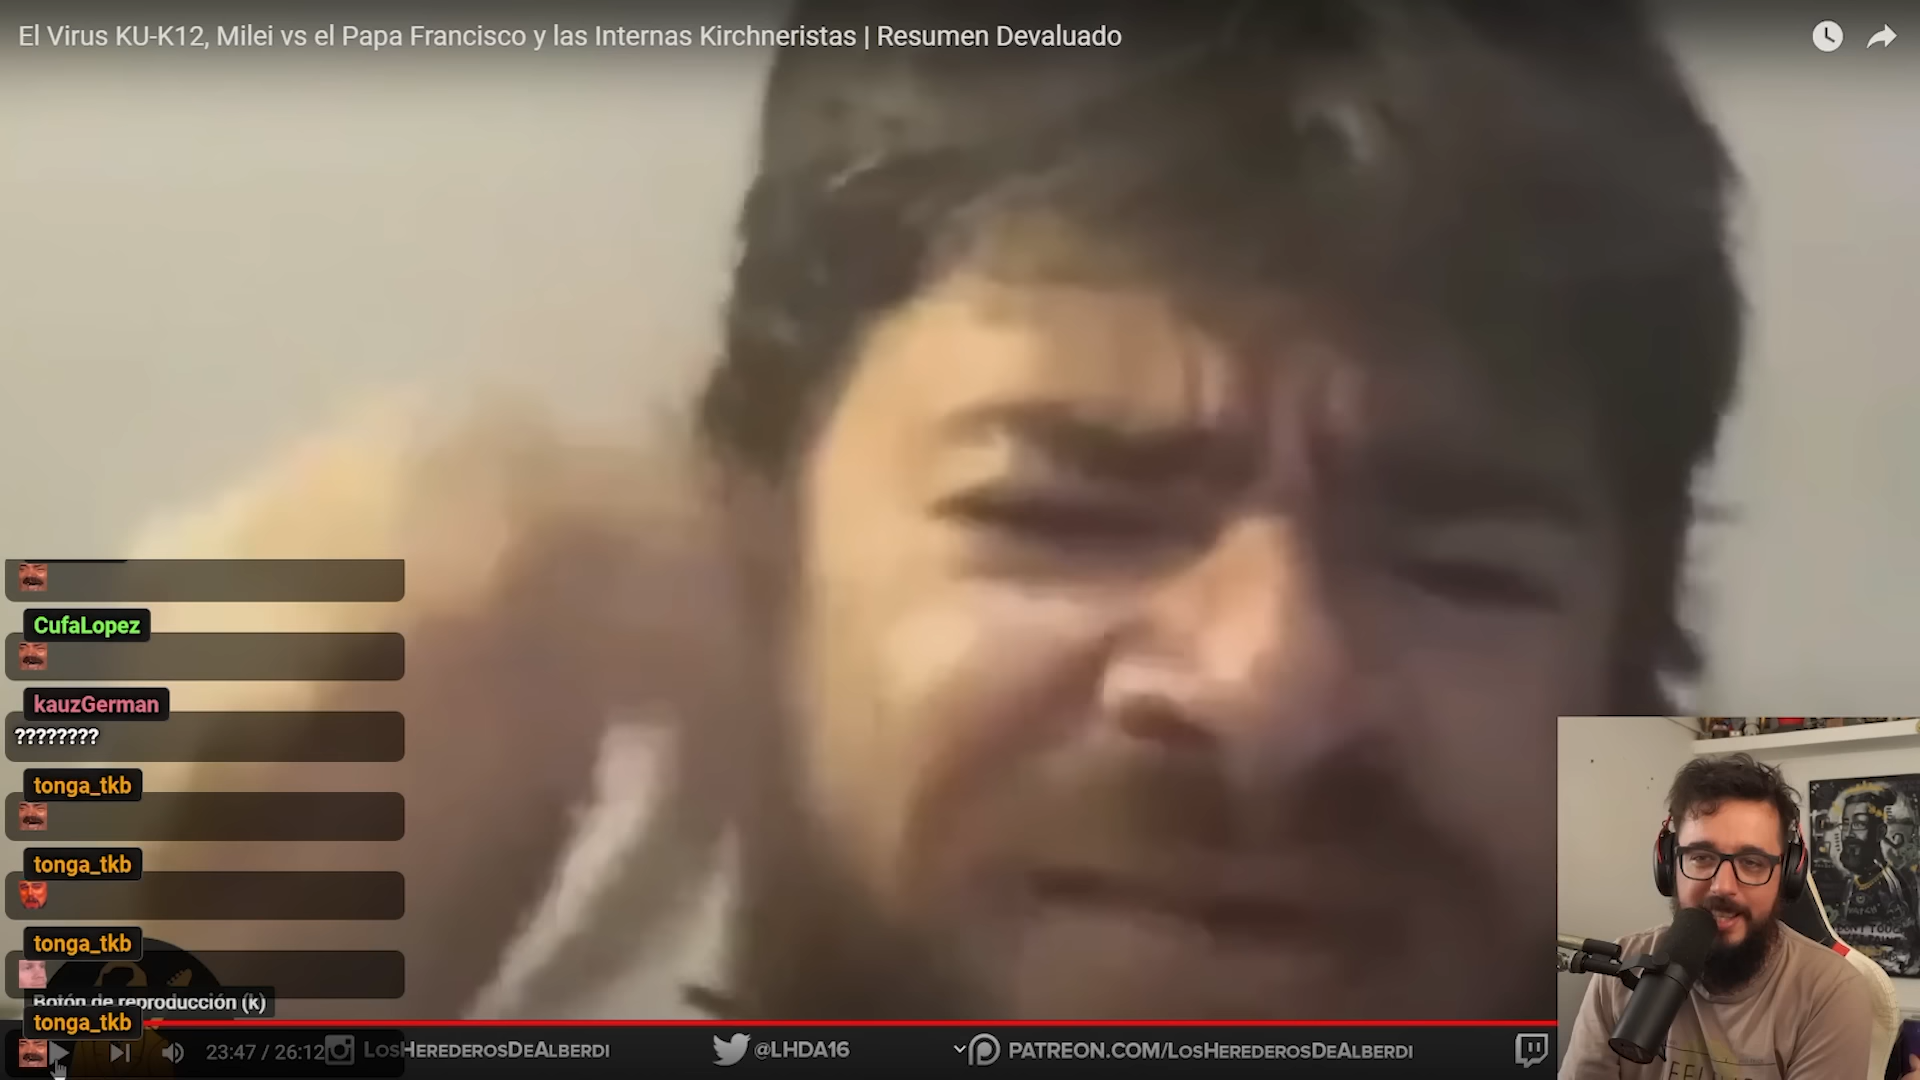 El Virus KU-K12, Milei vs el Papa Francisco y las Internas Kirchneristas | Resumen Devaluado
CufaLopez
kauzGerman
????????
tonga_tkb
tonga_tkb
tonga_tkb
Botón de reproducción (k)
tonga_tkb
23:47 / 26:12
LosHerederosDeAlberdi
@LHDA16
PATREON.COM/LosHerederosDeAlberdi